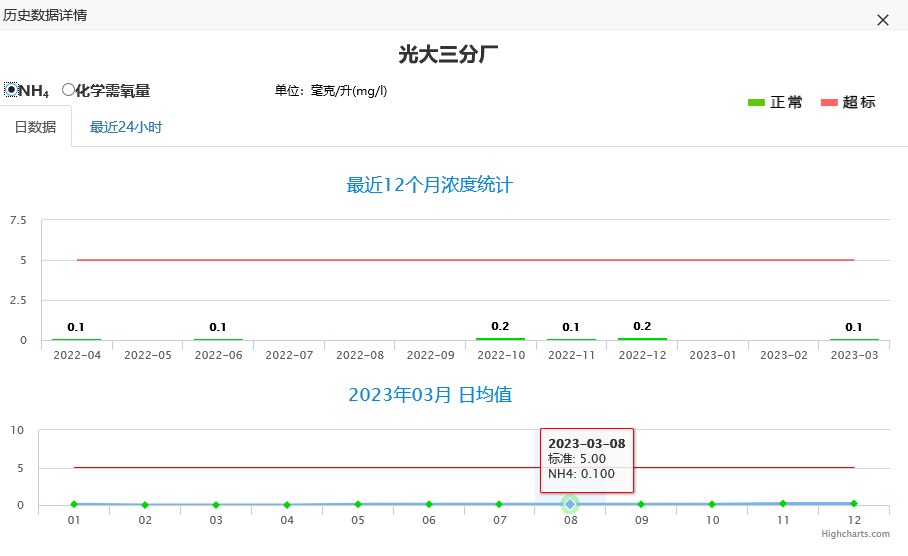 历史数据详情
光大三分厂
NH₄ 化学需氧量 单位：毫克/升(mg/l)
正常 超标
日数据 最近24小时
最近12个月浓度统计
7.5
5
2.5
0
0.1 0.1 0.2 0.1 0.2 0.1
2022-04 2022-05 2022-06 2022-07 2022-08 2022-09 2022-10 2022-11 2022-12 2023-01 2023-02 2023-03
2023年03月 日均值
10
5
0
2023-03-08
标准: 5.00
NH4: 0.100
01 02 03 04 05 06 07 08 09 10 11 12
Highcharts.com